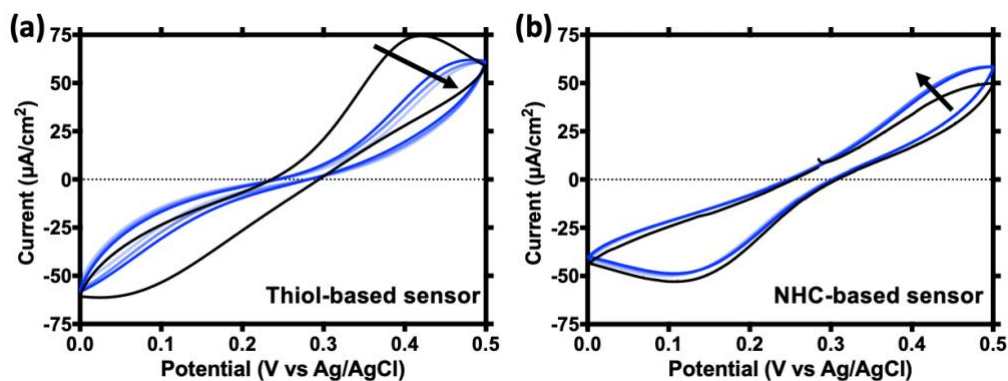 (a)
75
50
25
0
-25
-50
-75
Current (µA/cm²)
Thiol-based sensor
0.0 0.1 0.2 0.3 0.4 0.5
Potential (V vs Ag/AgCl)
(b)
75
50
25
0
-25
-50
-75
Current (µA/cm²)
NHC-based sensor
0.0 0.1 0.2 0.3 0.4 0.5
Potential (V vs Ag/AgCl)